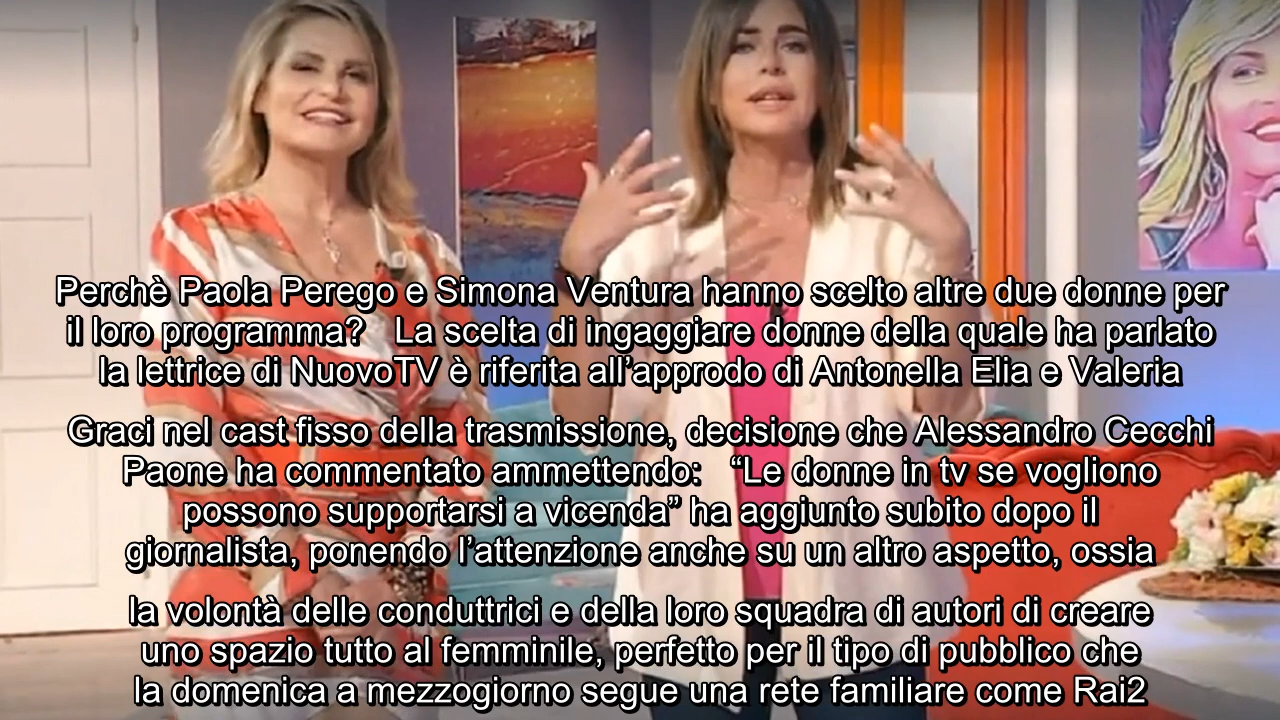 Perchè Paola Perego e Simona Ventura hanno scelto altre due donne per
il loro programma? La scelta di ingaggiare donne della quale ha parlato
la lettrice di NuovoTV è riferita all’approdo di Antonella Elia e Valeria
Graci nel cast fisso della trasmissione, decisione che Alessandro Cecchi
Paone ha commentato ammettendo: “Le donne in tv se vogliono
possono supportarsi a vicenda” ha aggiunto subito dopo il
giornalista, ponendo l’attenzione anche su un altro aspetto, ossia
la volontà delle conduttrici e della loro squadra di autori di creare
uno spazio tutto al femminile, perfetto per il tipo di pubblico che
la domenica a mezzogiorno segue una rete familiare come Rai2